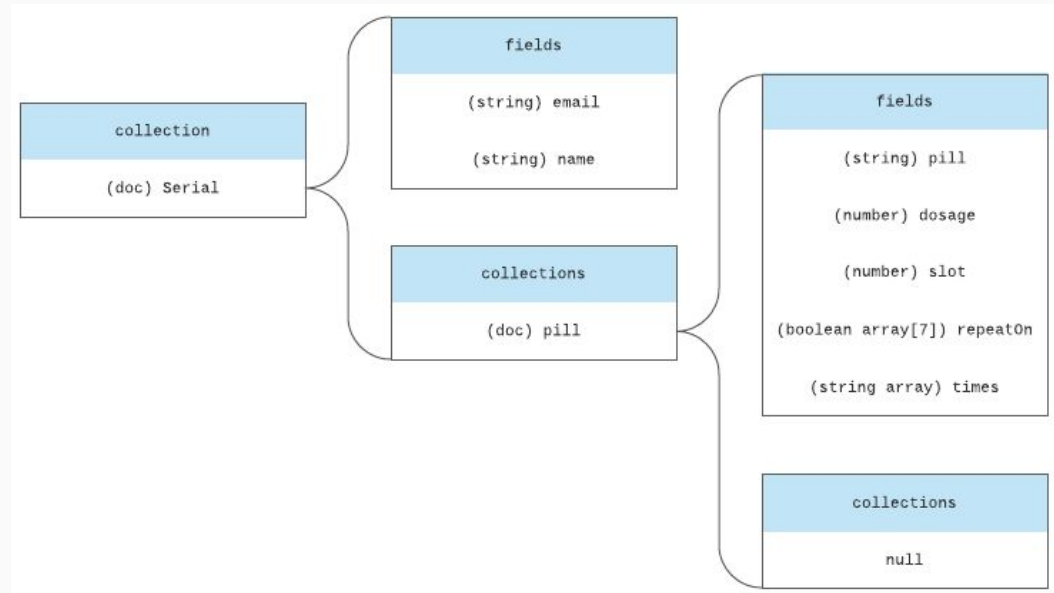 collection
(doc) Serial
fields
(string) email
(string) name
collections
(doc) pill
fields
(string) pill
(number) dosage
(number) slot
(boolean array[7]) repeatOn
(string array) times
collections
null